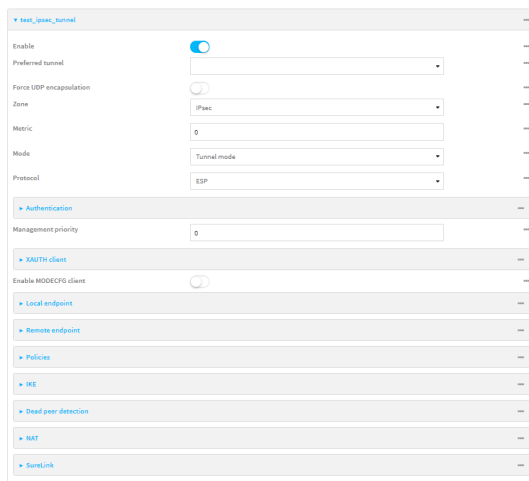 test_ipsec_tunnel
Enable
Preferred tunnel
Force UDP encapsulation
Zone
IPsec
Metric
0
Mode
Tunnel mode
Protocol
ESP
Authentication
Management priority
0
XAUTH client
Enable MODECFG client
Local endpoint
Remote endpoint
Policies
IKE
Dead peer detection
NAT
SureLink